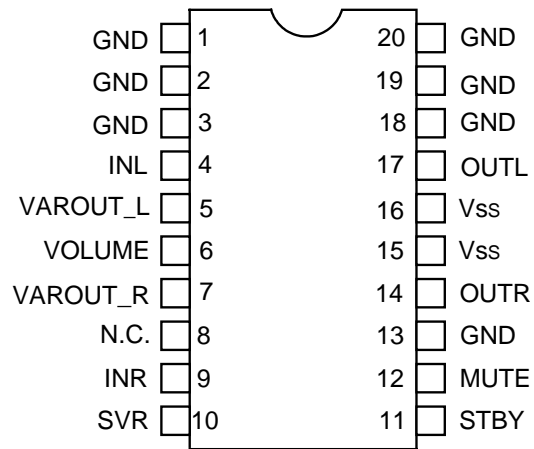 GND 1 20 GND
GND 2 19 GND
GND 3 18 GND
INL 4 17 OUTL
VAROUT_L 5 16 Vss
VOLUME 6 15 Vss
VAROUT_R 7 14 OUTR
N.C. 8 13 GND
INR 9 12 MUTE
SVR 10 11 STBY